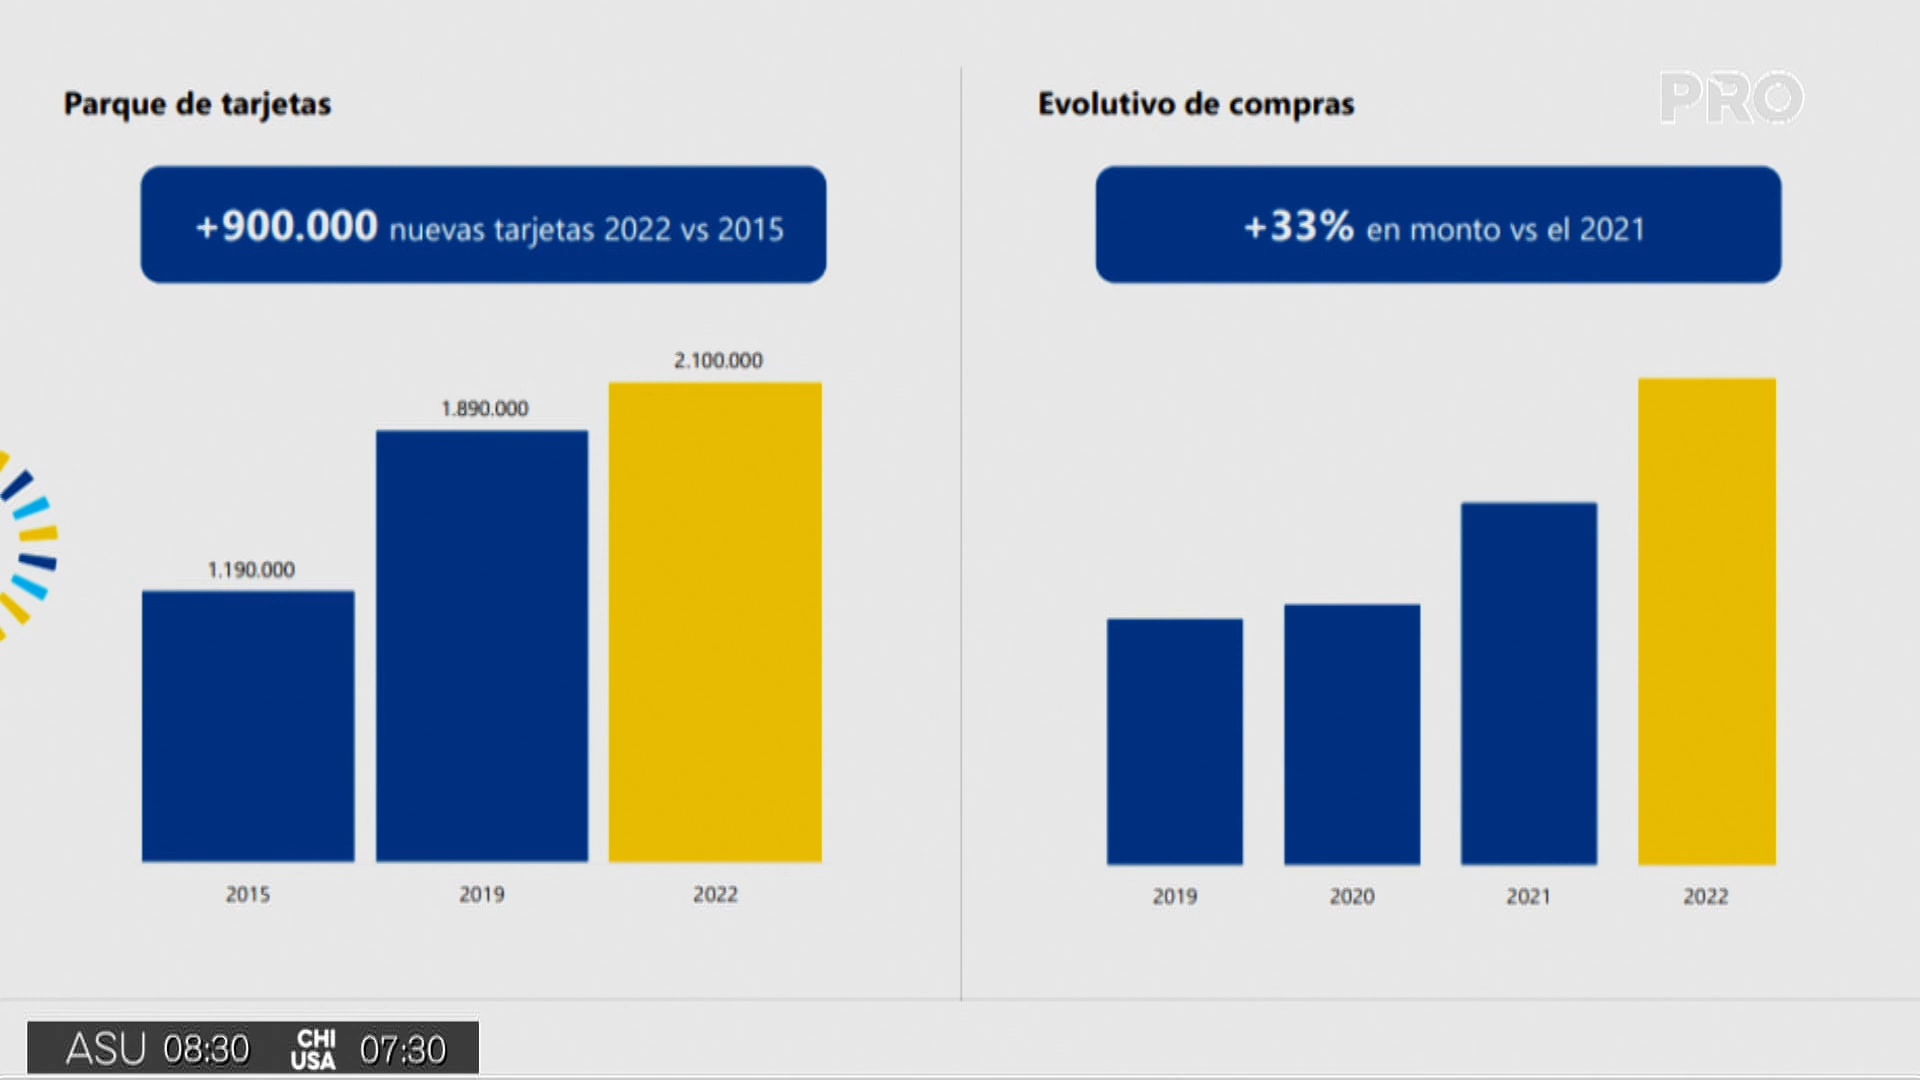 Parque de tarjetas
+900.000 nuevas tarjetas 2022 vs 2015
2.100.000
1.890.000
1.190.000
2015 2019 2022
Evolutivo de compras
PRO
+33% en monto vs el 2021
2019 2020 2021 2022
ASU 08:30 CHI USA 07:30